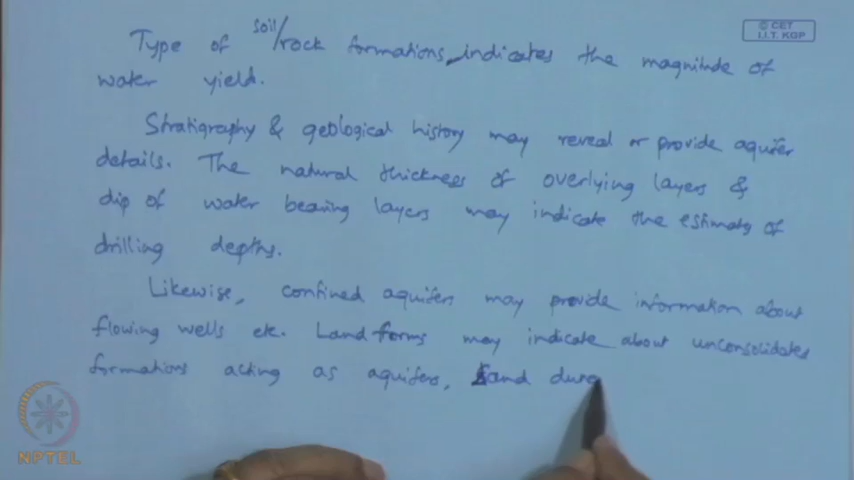 © CET
I.I.T. KGP
Type of soil/rock formations indicates the magnitude of
water yield.
Stratigraphy & geological history may reveal or provide aquifer
details. The natural thickness of overlying layers &
dip of water bearing layers may indicate the estimate of
drilling depths.
Likewise, confined aquifers may provide information about
flowing wells etc. Land forms may indicate about unconsolidates
formations acting as aquifers, Sand dune
NPTEL